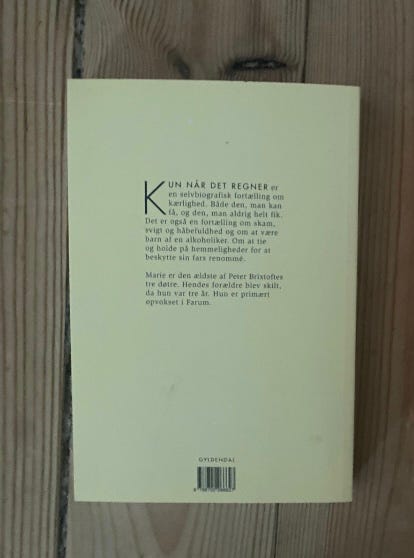 KUN NÅR DET REGNER er
en selvbiografisk fortælling om
kærlighed. Både den, man kan
få, og den, man aldrig helt fik.
Det er også en fortælling om skam,
svigt og håbefuldhed og om at være
barn af en alkoholiker. Om at tie
og holde på hemmeligheder for at
beskytte sin fars renommé.
Marie er den ældste af Peter Brixtoftes
tre døtre. Hendes forældre blev skilt,
da hun var tre år. Hun er primært
opvokset i Farum.
GYLDENDAL